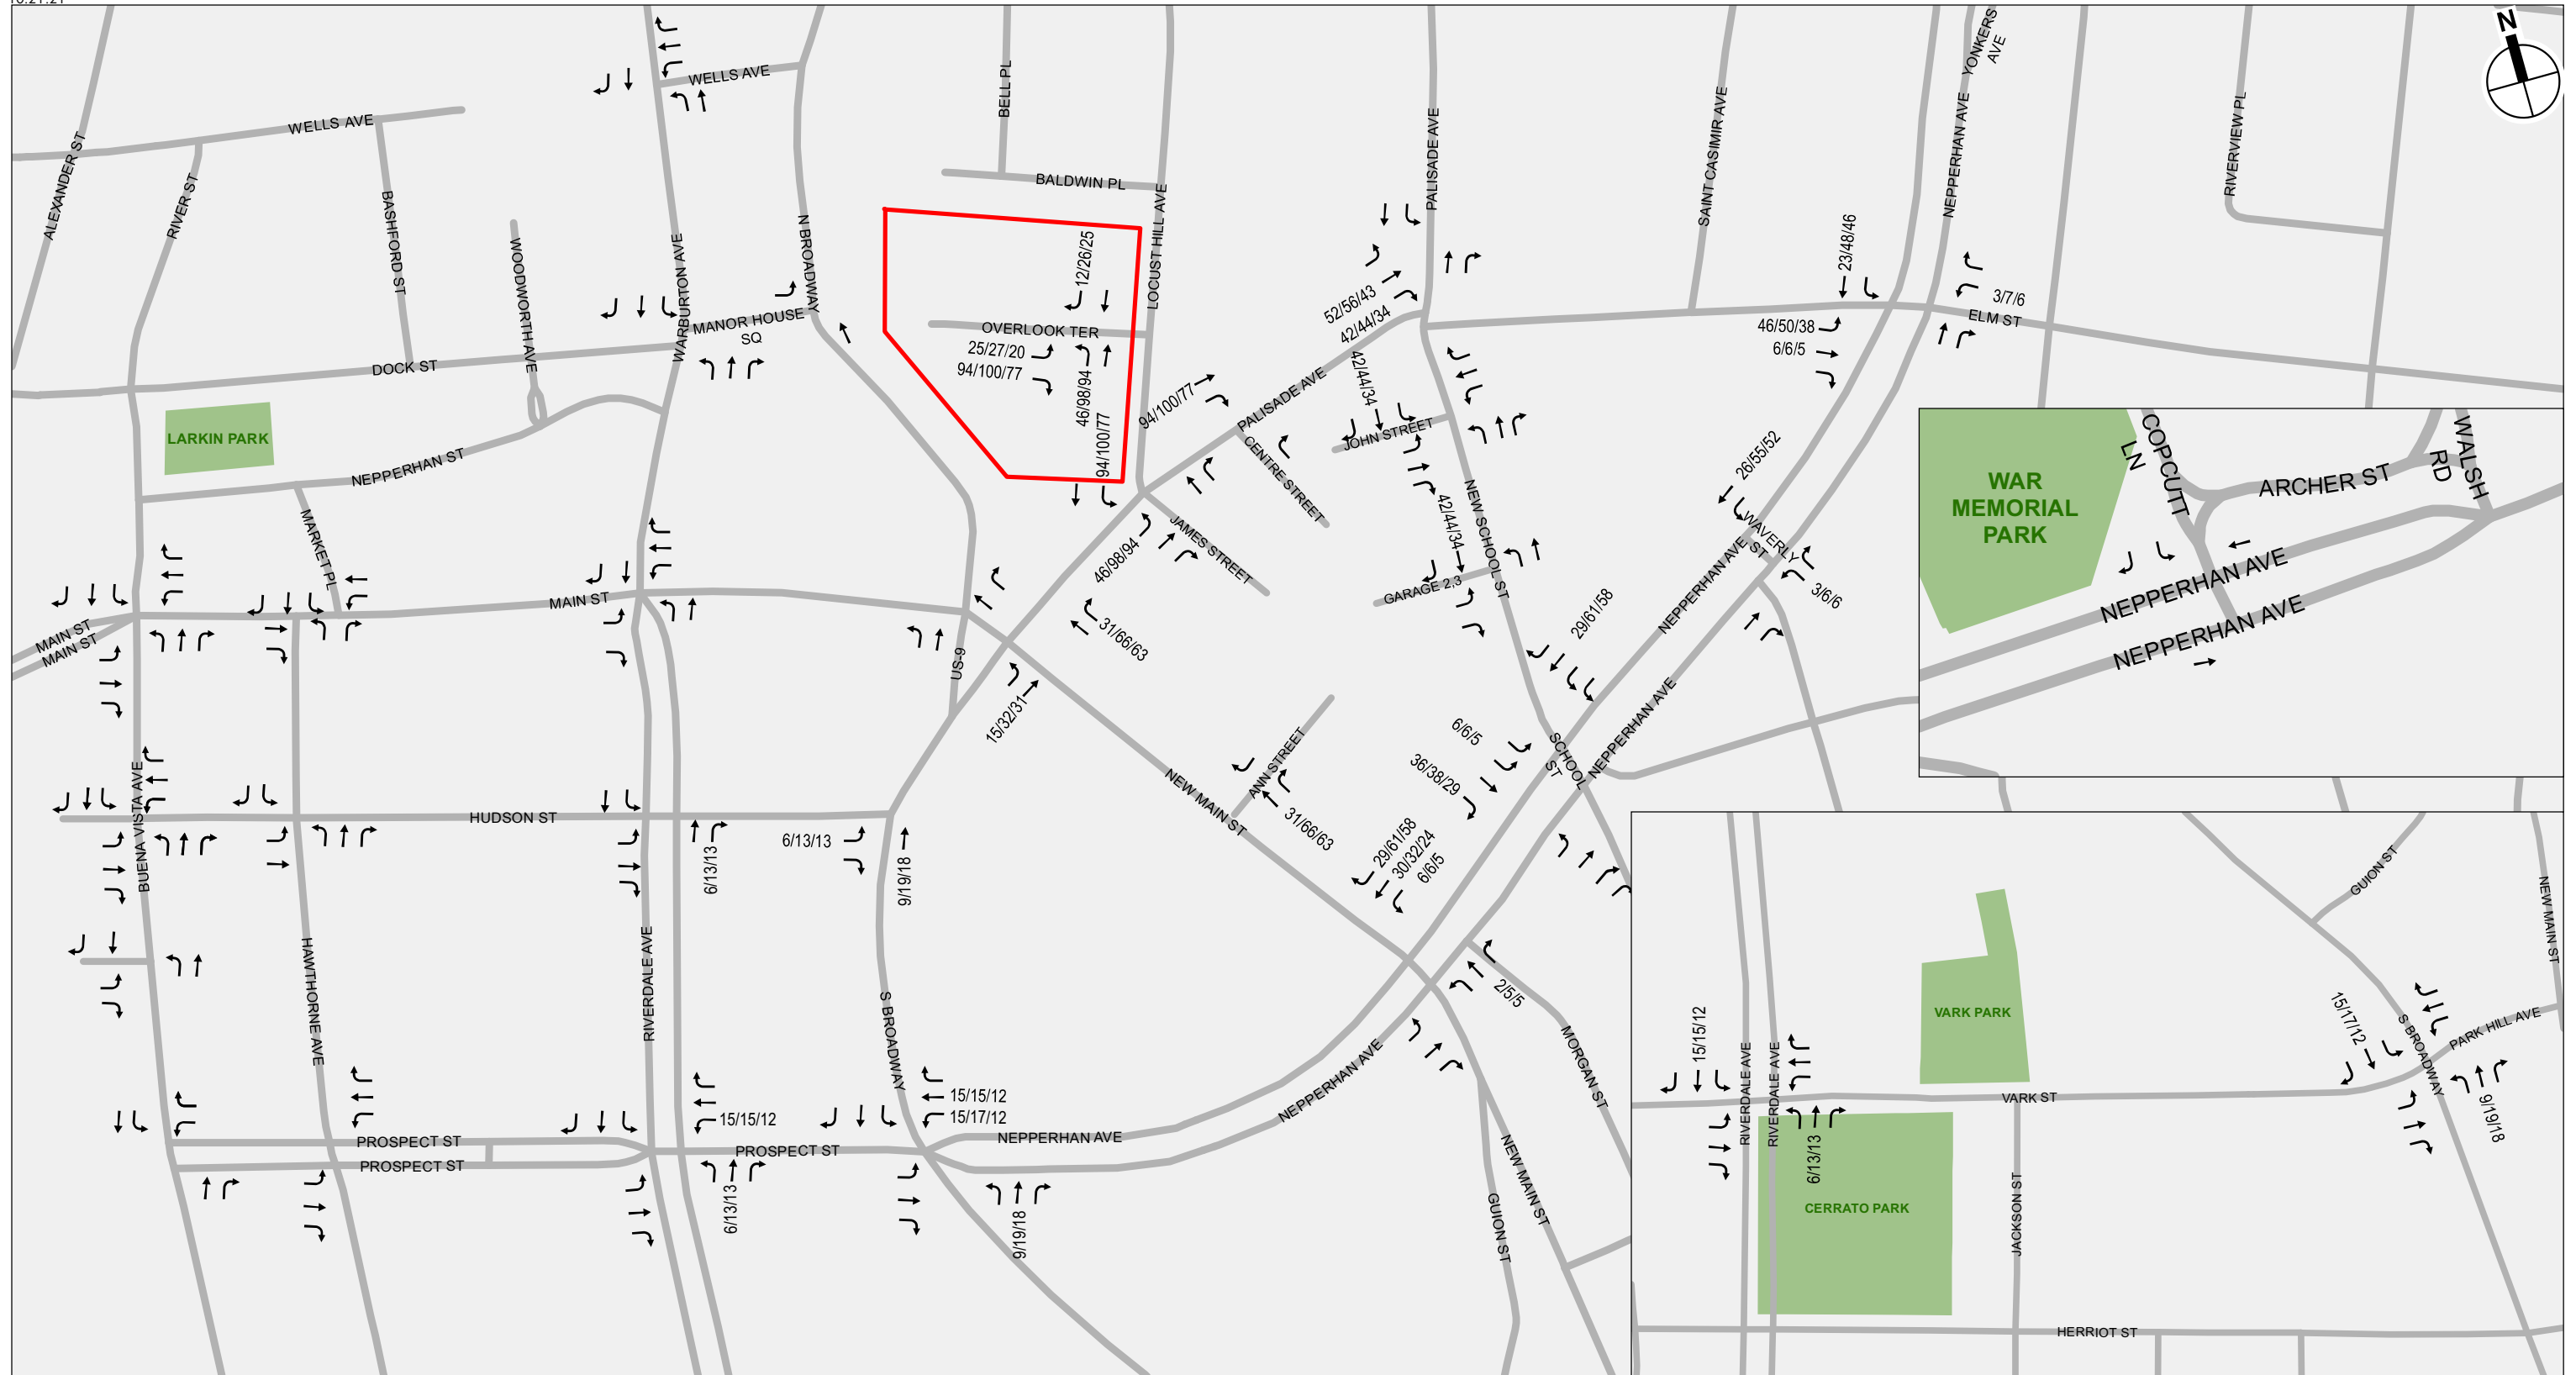 N
YONKERS
AVE
WELLS AVE
WELLS AVE
ALEXANDER ST
RIVER ST
BASHFORD ST
WOODWORTH AVE
WARBURTON AVE
N BROADWAY
BELL PL
BALDWIN PL
LOCUST HILL AVE
PALISADE AVE
SAINT CASIMIR AVE
NEPPERHAN AVE
RIVERVIEW PL
12/26/25
OVERLOOK TER
25/27/20
94/100/77
46/98/94
94/100/77
MANOR HOUSE
SQ
DOCK ST
52/56/43
42/44/34
42/44/34
23/48/46
46/50/38
6/6/5
3/7/6
ELM ST
94/100/77
PALISADE AVE
CENTRE STREET
JOHN STREET
LARKIN PARK
NEPPERHAN ST
MARKET PL
JAMES STREET
46/98/94
42/44/34
NEW SCHOOL ST
GARAGE 2,3
26/55/52
WAVERLY
ST
NEPPERHAN AVE
3/6/6
MAIN ST
MAIN ST
MAIN ST
US-9
31/66/63
15/32/31
29/61/58
NEPPERHAN AVE
SCHOOL
ST
6/6/5
36/38/29
29/61/58
30/32/24
6/6/5
ANN STREET
31/66/63
NEW MAIN ST
BUENA VISTA AVE
HUDSON ST
6/13/13
6/13/13
9/19/18
HAWTHORNE AVE
RIVERDALE AVE
S BROADWAY
2/5/5
MORGAN ST
15/15/12
15/17/12
15/15/12
PROSPECT ST
PROSPECT ST
PROSPECT ST
NEPPERHAN AVE
NEPPERHAN AVE
6/13/13
9/19/18
GUION ST
NEW MAIN ST
COPCUTT
LN
WALSH
RD
ARCHER ST
WAR
MEMORIAL
PARK
NEPPERHAN AVE
NEPPERHAN AVE
GUION ST
NEW MAIN ST
VARK PARK
15/15/12
RIVERDALE AVE
RIVERDALE AVE
15/17/12
S BROADWAY
PARK HILL AVE
VARK ST
6/13/13
9/19/18
CERRATO PARK
JACKSON ST
HERRIOT ST